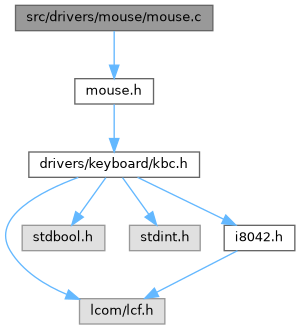 src/drivers/mouse/mouse.c
mouse.h
drivers/keyboard/kbc.h
stdbool.h
stdint.h
i8042.h
lcom/lcf.h